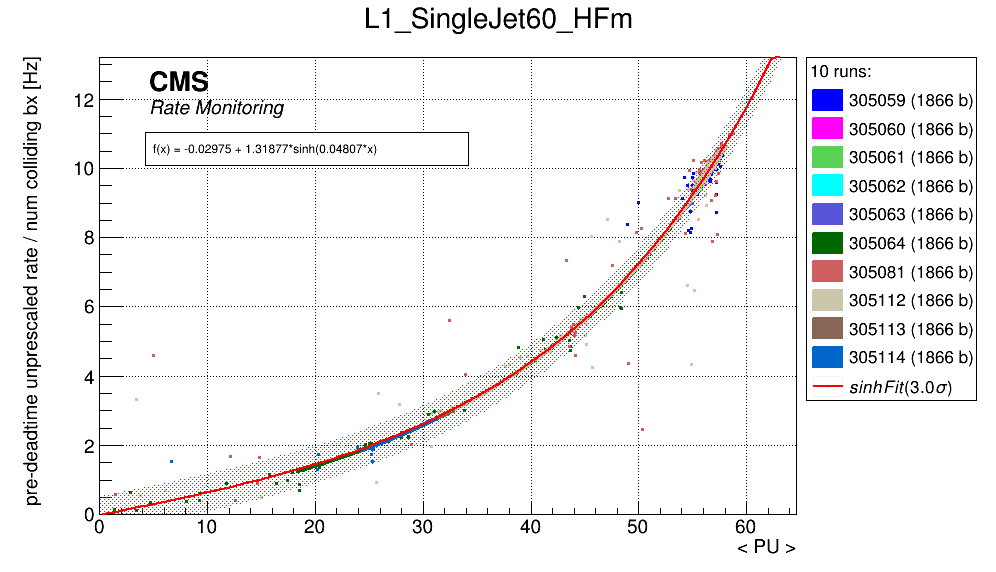 L1_SingleJet60_HFm
pre-deadtime unprescaled rate / num colliding bx [Hz]
CMS
Rate Monitoring
f(x) = -0.02975 + 1.31877*sinh(0.04807*x)
12
10
8
6
4
2
0
0 10 20 30 40 50 60
< PU >
10 runs:
305059 (1866 b)
305060 (1866 b)
305061 (1866 b)
305062 (1866 b)
305063 (1866 b)
305064 (1866 b)
305081 (1866 b)
305112 (1866 b)
305113 (1866 b)
305114 (1866 b)
sinhFit(3.0σ)